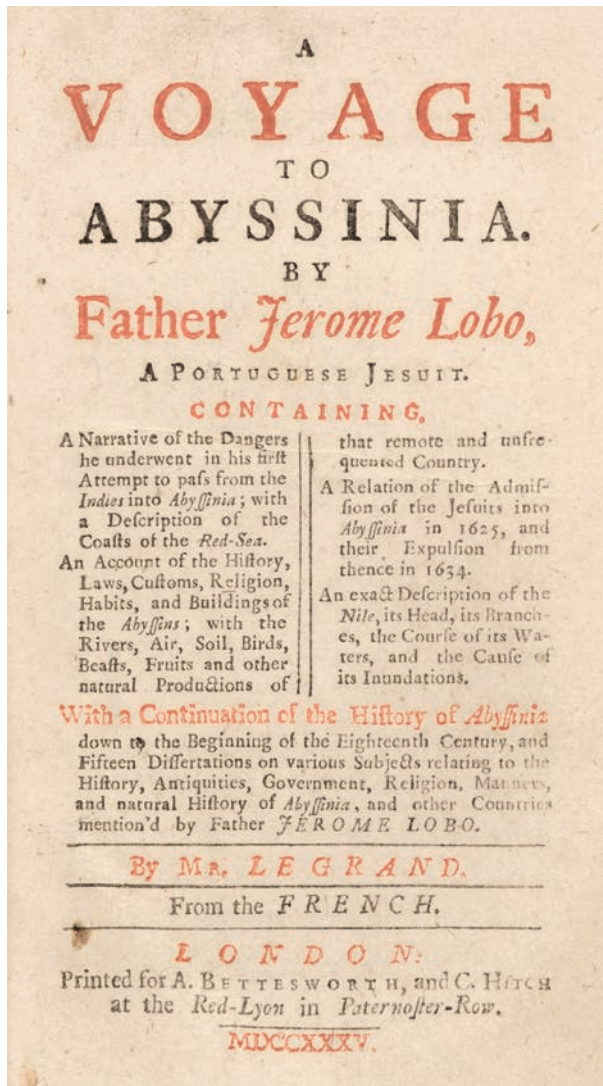 A
VOYAGE
TO
ABYSSINIA.
BY
Father Jerome Lobo,
A PORTUGUESE JESUIT.
CONTAINING,
A Narrative of the Dangers
he underwent in his firſt
Attempt to paſs from the
Indies into Abyſſinia; with
a Deſcription of the
Coaſts of the Red-Sea.
An Account of the Hiſtory,
Laws, Cuſtoms, Religion,
Habits, and Buildings of
the Abyſſins; with the
Rivers, Air, Soil, Birds,
Beaſts, Fruits and other
natural Productions of
that remote and unfre-
quented Country.
A Relation of the Admiſ-
ſion of the Jeſuits into
Abyſſinia in 1625, and
their Expulſion from
thence in 1634.
An exact Deſcription of the
Nile, its Head, its Branch-
es, the Courſe of its Wa-
ters, and the Cauſe of
its Inundations.
With a Continuation of the Hiſtory of Abyſſinia
down to the Beginning of the Eighteenth Century, and
Fifteen Diſſertations on various Subjects relating to the
Hiſtory, Antiquities, Government, Religion, Manners,
and natural Hiſtory of Abyſſinia, and other Countries
mention'd by Father JEROME LOBO.
By MR. LEGRAND.
From the FRENCH.
LONDON:
Printed for A. BETTESWORTH, and C. HITCH
at the Red-Lyon in Paternoſter-Row.
MDCCXXXV.